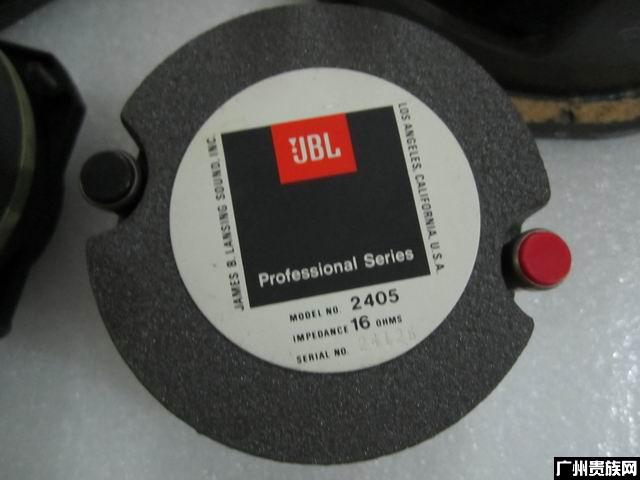 JBL
Professional Series
JAMES B. LANSING SOUND, INC.
LOS ANGELES, CALIFORNIA, U.S.A.
MODEL NO. 2405
IMPEDANCE 16 OHMS
SERIAL NO.
广州贵族网